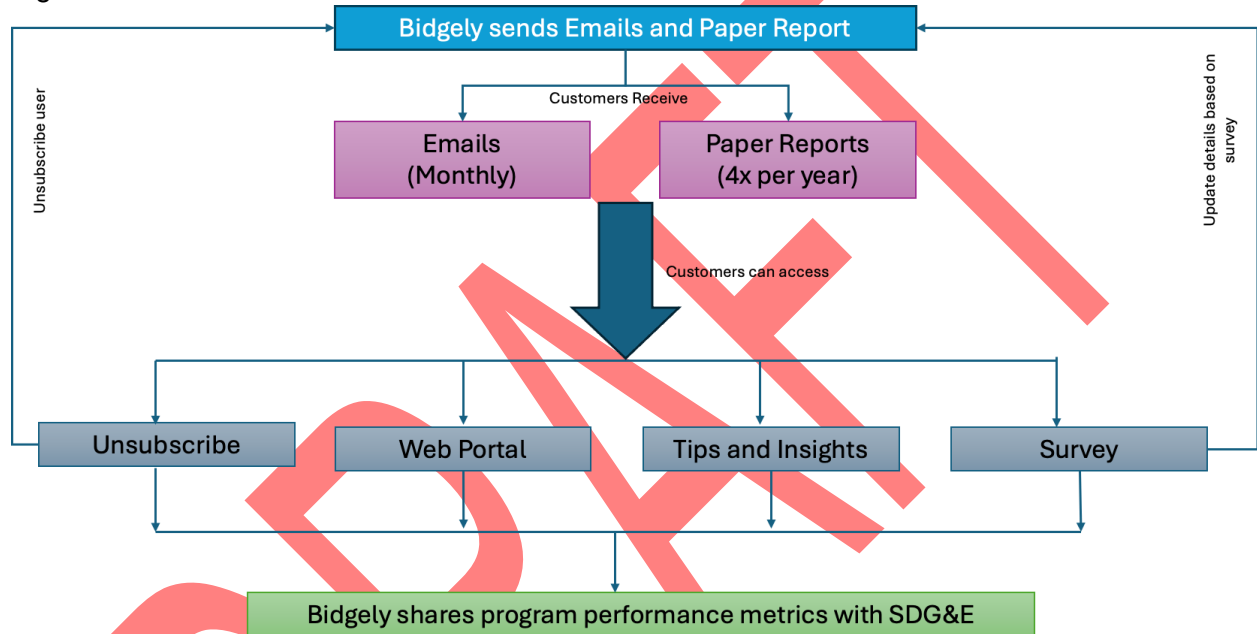 Bidgely sends Emails and Paper Report
Customers Receive
Emails
(Monthly)
Paper Reports
(4x per year)
Unsubscribe user
Update details based on
survey
Customers can access
Unsubscribe
Web Portal
Tips and Insights
Survey
Bidgely shares program performance metrics with SDG&E